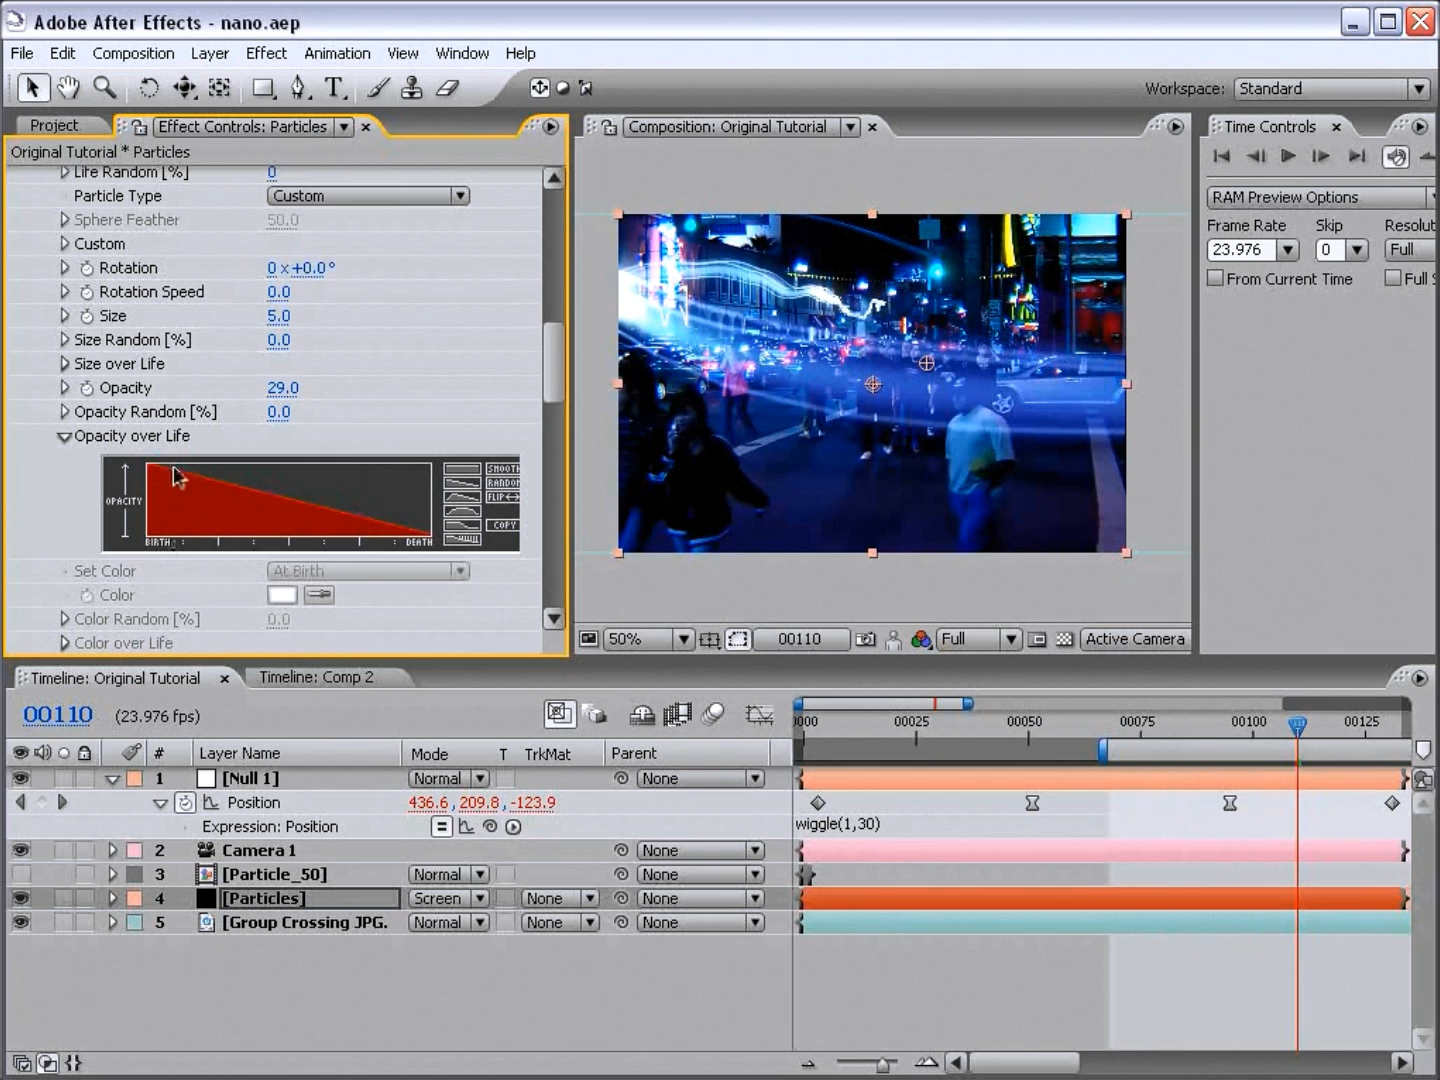 Adobe After Effects - nano.aep
File Edit Composition Layer Effect Animation View Window Help
Workspace: Standard
Project
Effect Controls: Particles
Original Tutorial * Particles
Life Random [%] 0
Particle Type Custom
Sphere Feather 50.0
Custom
Rotation 0 x +0.0°
Rotation Speed 0.0
Size 5.0
Size Random [%] 0.0
Size over Life
Opacity 29.0
Opacity Random [%] 0.0
Opacity over Life
OPACITY
BIRTH DEATH
SMOOTH
RANDOM
FLIP
COPY
Set Color At Birth
Color
Color Random [%] 0.0
Color over Life
Composition: Original Tutorial
50% 00110 Full Active Camera
Time Controls
RAM Preview Options
Frame Rate Skip Resolut
23.976 0 Full
From Current Time Full S
Timeline: Original Tutorial
Timeline: Comp 2
00110 (23.976 fps)
0000 00025 00050 00075 00100 00125
# Layer Name Mode T TrkMat Parent
1 [Null 1] Normal None
Position 436.6, 209.8, -123.9
Expression: Position wiggle(1,30)
2 Camera 1 None
3 [Particle_50] Normal None
4 [Particles] Screen None None
5 [Group Crossing JPG. Normal None None